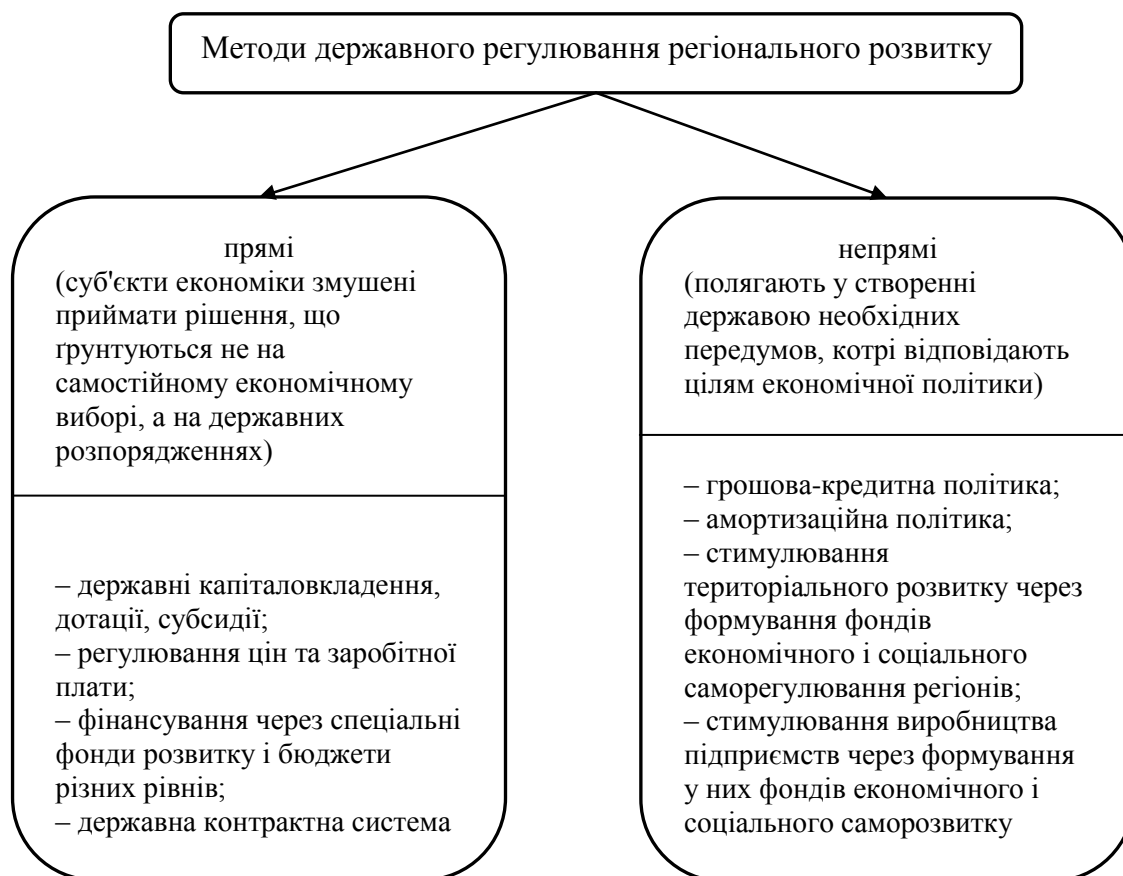 Методи державного регулювання регіонального розвитку
прямі
(суб'єкти економіки змушені
приймати рішення, що
ґрунтуються не на
самостійному економічному
виборі, а на державних
розпорядженнях)
– державні капіталовкладення,
дотації, субсидії;
– регулювання цін та заробітної
плати;
– фінансування через спеціальні
фонди розвитку і бюджети
різних рівнів;
– державна контрактна система
непрямі
(полягають у створенні
державою необхідних
передумов, котрі відповідають
цілям економічної політики)
– грошова-кредитна політика;
– амортизаційна політика;
– стимулювання
територіального розвитку через
формування фондів
економічного і соціального
саморегулювання регіонів;
– стимулювання виробництва
підприємств через формування
у них фондів економічного і
соціального саморозвитку